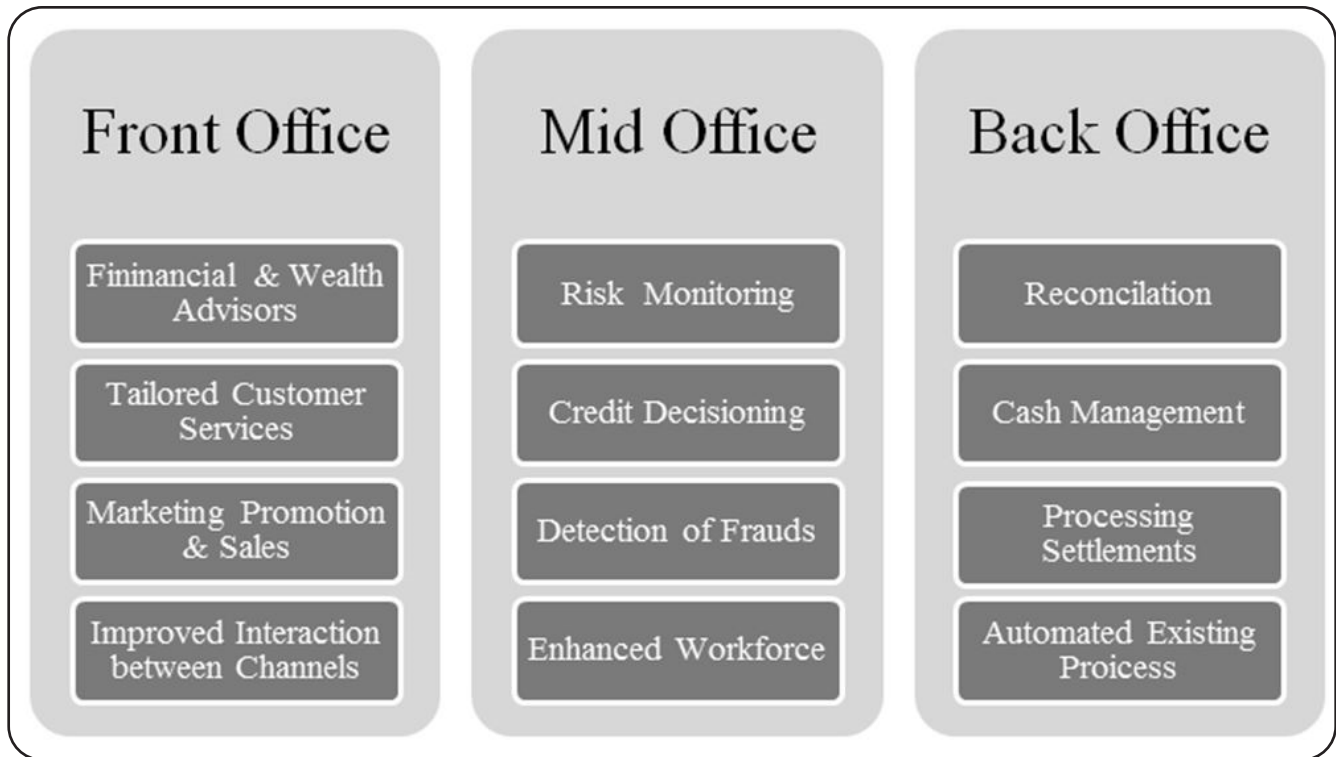 Front Office
Fininancial & Wealth
Advisors
Tailored Customer
Services
Marketing Promotion
& Sales
Improved Interaction
between Channels
Mid Office
Risk Monitoring
Credit Decisioning
Detection of Frauds
Enhanced Workforce
Back Office
Reconcilation
Cash Management
Processing
Settlements
Automated Existing
Proicess